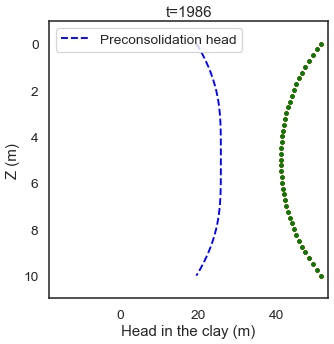 t=1986
Preconsolidation head
0
2
4
6
8
10
Z (m)
0 20 40
Head in the clay (m)